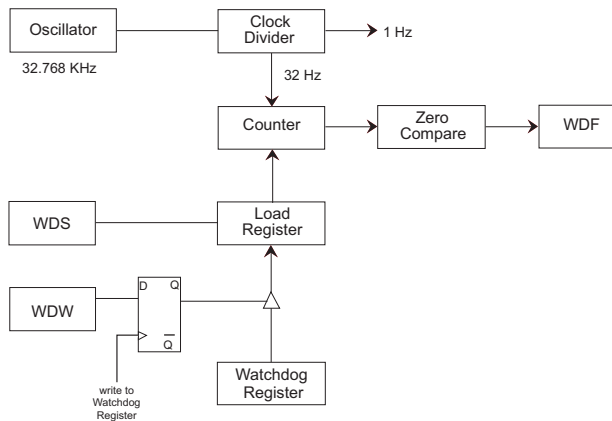 Oscillator
Clock
Divider
1 Hz
32.768 KHz
32 Hz
Counter
Zero
Compare
WDF
WDS
Load
Register
WDW
D
Q
Q
Watchdog
Register
write to
Watchdog
Register